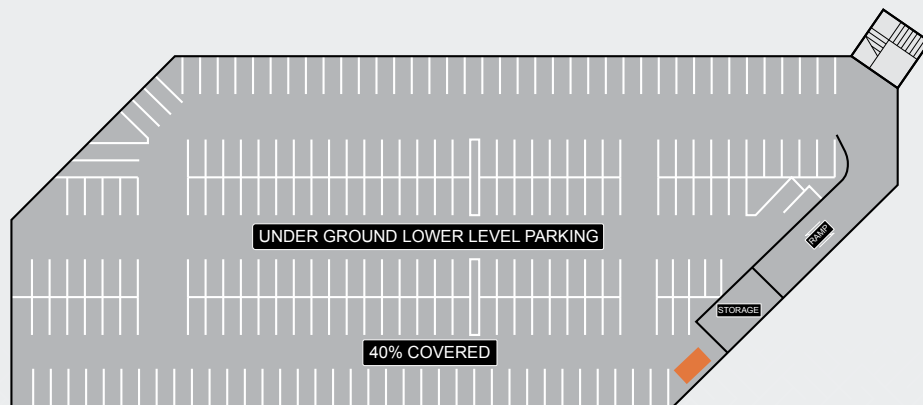 UNDER GROUND LOWER LEVEL PARKING
RAMP
STORAGE
40% COVERED